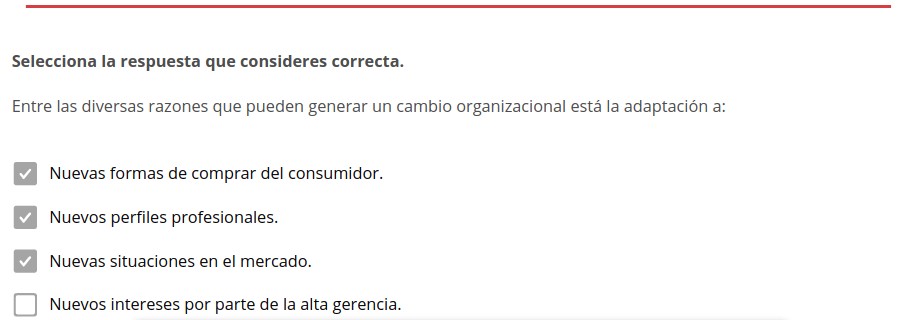 Selecciona la respuesta que consideres correcta.
Entre las diversas razones que pueden generar un cambio organizacional está la adaptación a:
Nuevas formas de comprar del consumidor.
Nuevos perfiles profesionales.
Nuevas situaciones en el mercado.
Nuevos intereses por parte de la alta gerencia.